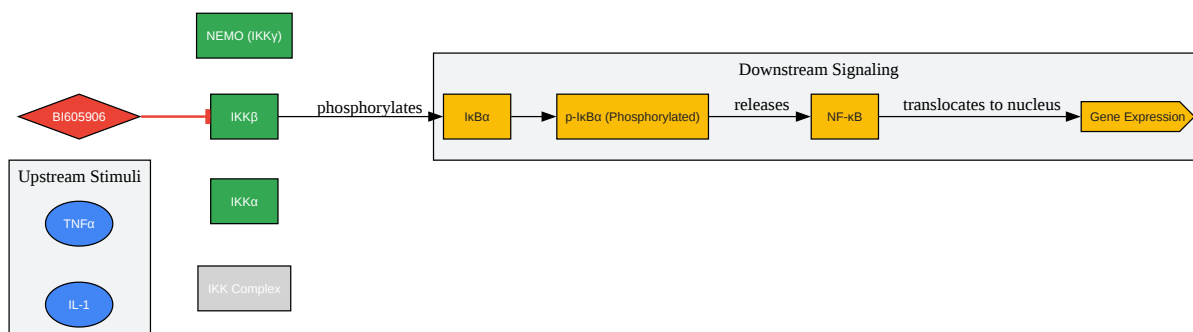 NEMO (IKKγ)
Downstream Signaling
BI605906
IKKβ
phosphorylates
IκBα
p-IκBα (Phosphorylated)
releases
NF-κB
translocates to nucleus
Gene Expression
Upstream Stimuli
TNFα
IKKα
IL-1
IKK Complex